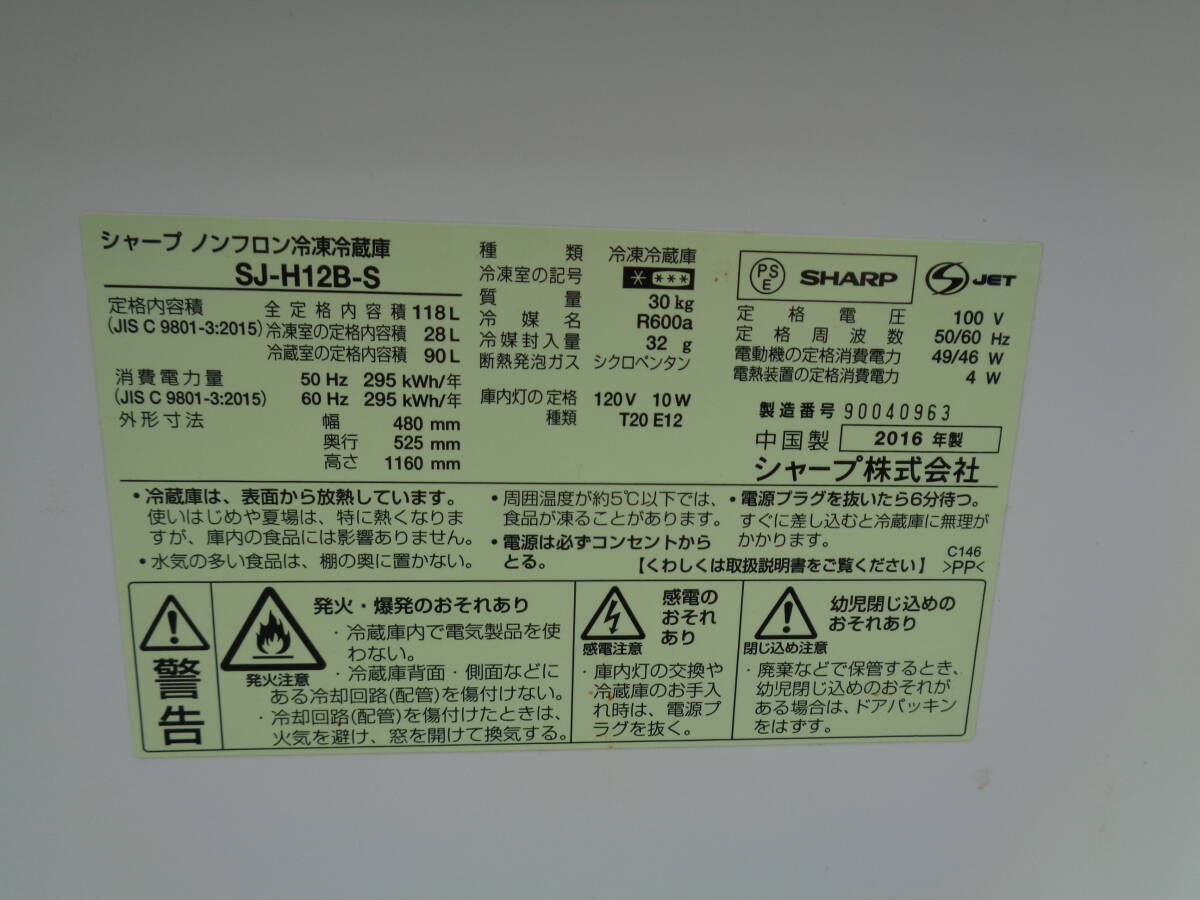 シャープ ノンフロン冷凍冷蔵庫
SJ-H12B-S
定格内容積 全定格内容積 118 L
(JIS C 9801-3:2015) 冷凍室の定格内容積 28 L
冷蔵室の定格内容積 90 L
消費電力量 50 Hz 295 kWh/年
(JIS C 9801-3:2015) 60 Hz 295 kWh/年
外形寸法 幅 480 mm
奥行 525 mm
高さ 1160 mm
種類 冷凍冷蔵庫
冷凍室の記号 * ***
質量 30 kg
冷媒名 R600a
冷媒封入量 32 g
断熱発泡ガス シクロペンタン
庫内灯の定格 120V 10W
種類 T20 E12
PS
E
SHARP
S JET
定格電圧 100 V
定格周波数 50/60 Hz
電動機の定格消費電力 49/46 W
電熱装置の定格消費電力 4 W
製造番号 90040963
中国製 2016 年製
シャープ株式会社
・冷蔵庫は、表面から放熱しています。
使いはじめや夏場は、特に熱くなりま
すが、庫内の食品には影響ありません。
・水気の多い食品は、棚の奥に置かない。
・周囲温度が約5℃以下では、
食品が凍ることがあります。
・電源は必ずコンセントから
とる。
・電源プラグを抜いたら6分待つ。
すぐに差し込むと冷蔵庫に無理が
かかります。
【くわしくは取扱説明書をご覧ください】
C146
>PP<
警告
発火・爆発のおそれあり
発火注意
・冷蔵庫内で電気製品を使
わない。
・冷蔵庫背面・側面などに
ある冷却回路(配管)を傷付けない。
・冷却回路(配管)を傷付けたときは、
火気を避け、窓を開けて換気する。
感電の
おそれ
あり
感電注意
・庫内灯の交換や
冷蔵庫のお手入
れ時は、電源プ
ラグを抜く。
幼児閉じ込めの
おそれあり
閉じ込め注意
・廃棄などで保管するとき、
幼児閉じ込めのおそれが
ある場合は、ドアパッキン
をはずす。